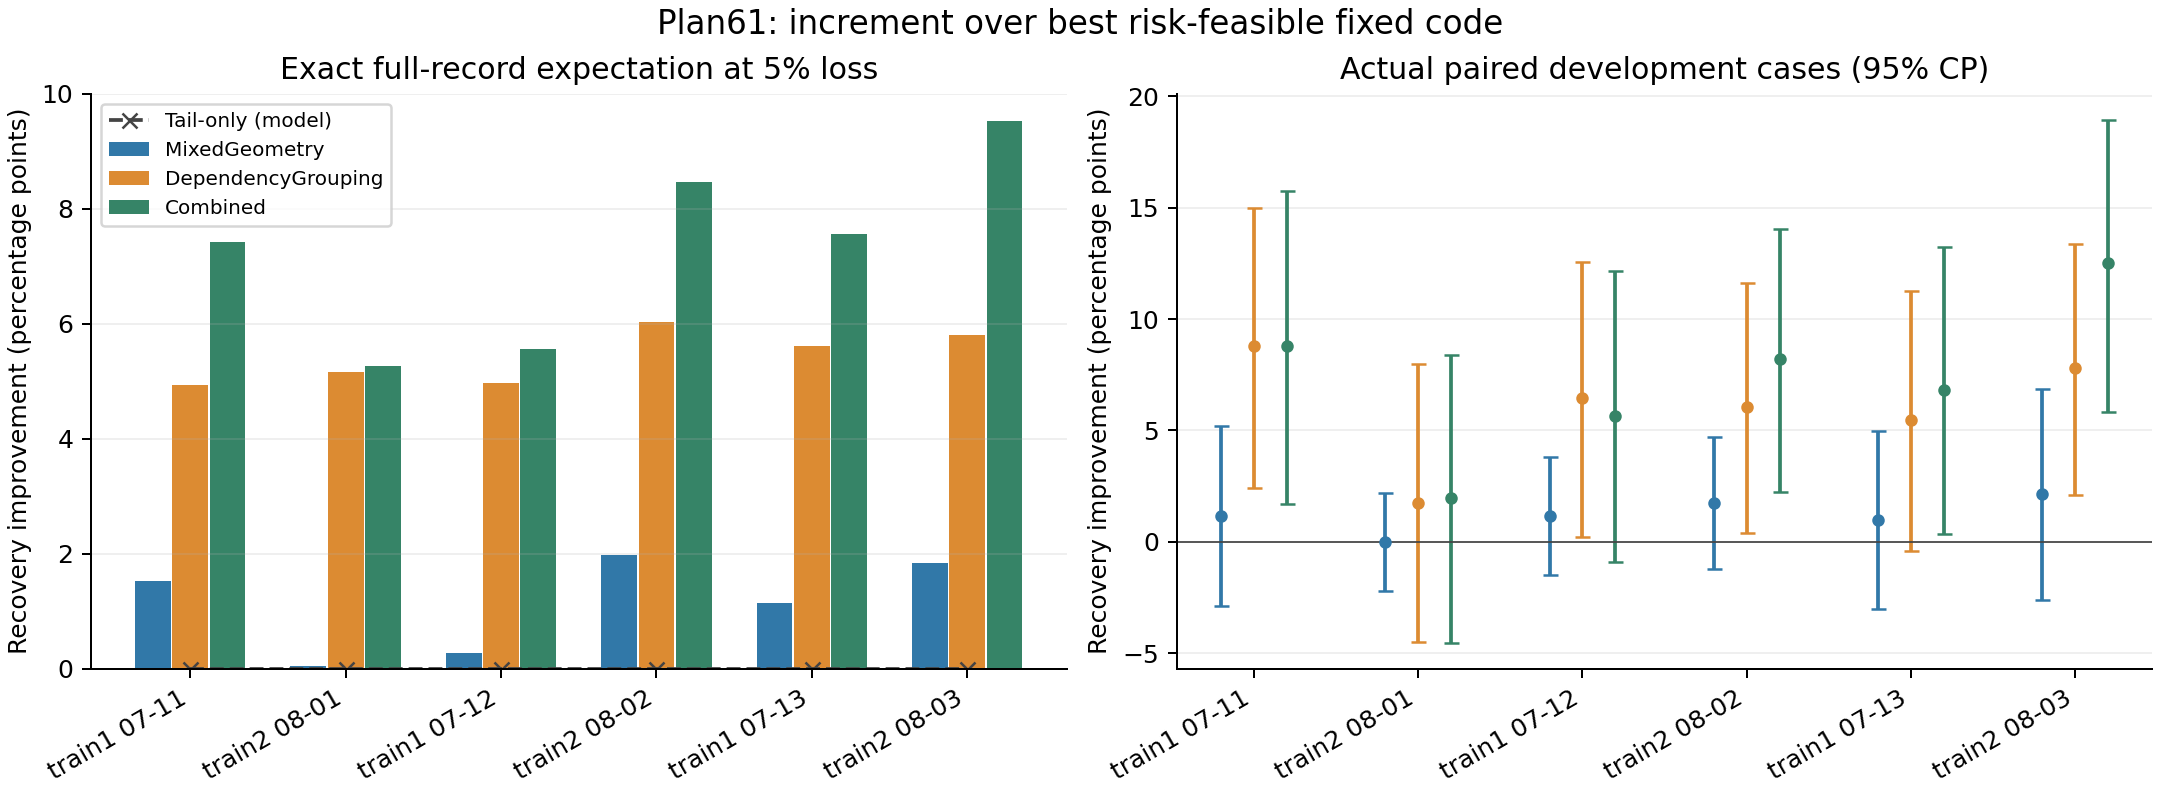 Plan61: increment over best risk-feasible fixed code
Exact full-record expectation at 5% loss
Recovery improvement (percentage points)
10
8
6
4
2
0
Tail-only (model)
MixedGeometry
DependencyGrouping
Combined
train1 07-11
train2 08-01
train1 07-12
train2 08-02
train1 07-13
train2 08-03
Actual paired development cases (95% CP)
Recovery improvement (percentage points)
20
15
10
5
0
−5
train1 07-11
train2 08-01
train1 07-12
train2 08-02
train1 07-13
train2 08-03